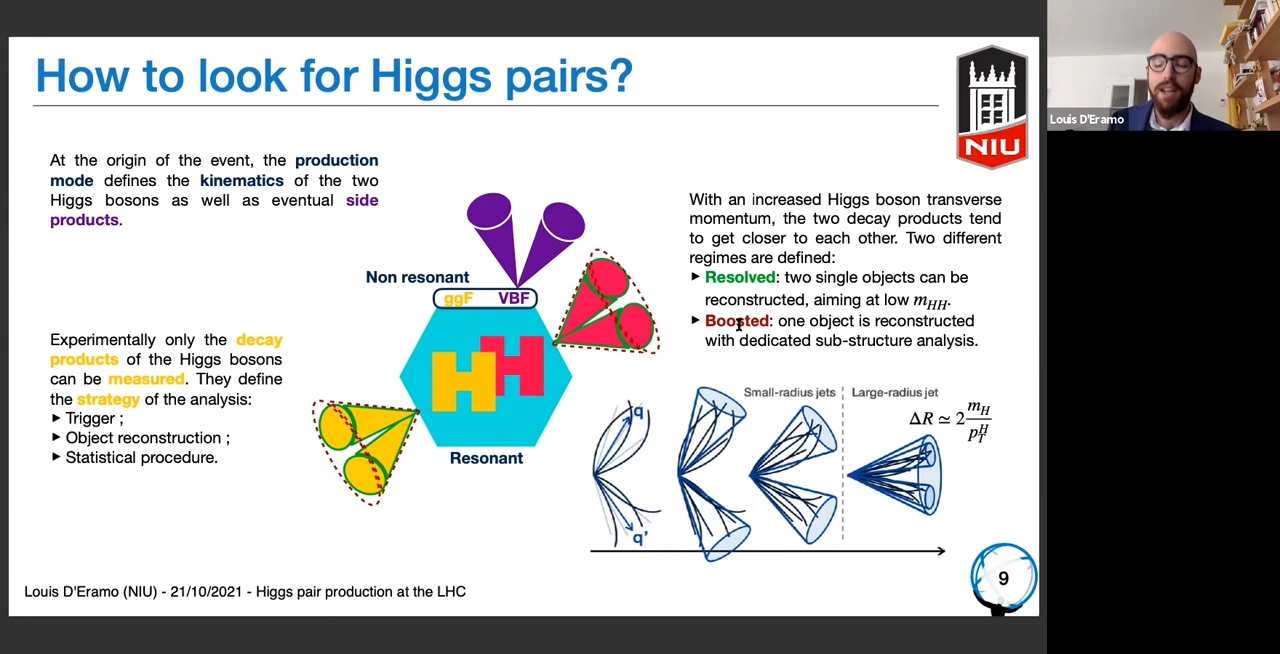 How to look for Higgs pairs?
NIU
Louis D'Eramo
At the origin of the event, the production
mode defines the kinematics of the two
Higgs bosons as well as eventual side
products.
Non resonant
ggF VBF
HH
Resonant
Experimentally only the decay
products of the Higgs bosons
can be measured. They define
the strategy of the analysis:
▸ Trigger ;
▸ Object reconstruction ;
▸ Statistical procedure.
With an increased Higgs boson transverse
momentum, the two decay products tend
to get closer to each other. Two different
regimes are defined:
▸ Resolved: two single objects can be
reconstructed, aiming at low m_HH.
▸ Boosted: one object is reconstructed
with dedicated sub-structure analysis.
Small-radius jets
Large-radius jet
ΔR ≃ 2 m_H / p_T^H
q
q'
Louis D'Eramo (NIU) - 21/10/2021 - Higgs pair production at the LHC
9